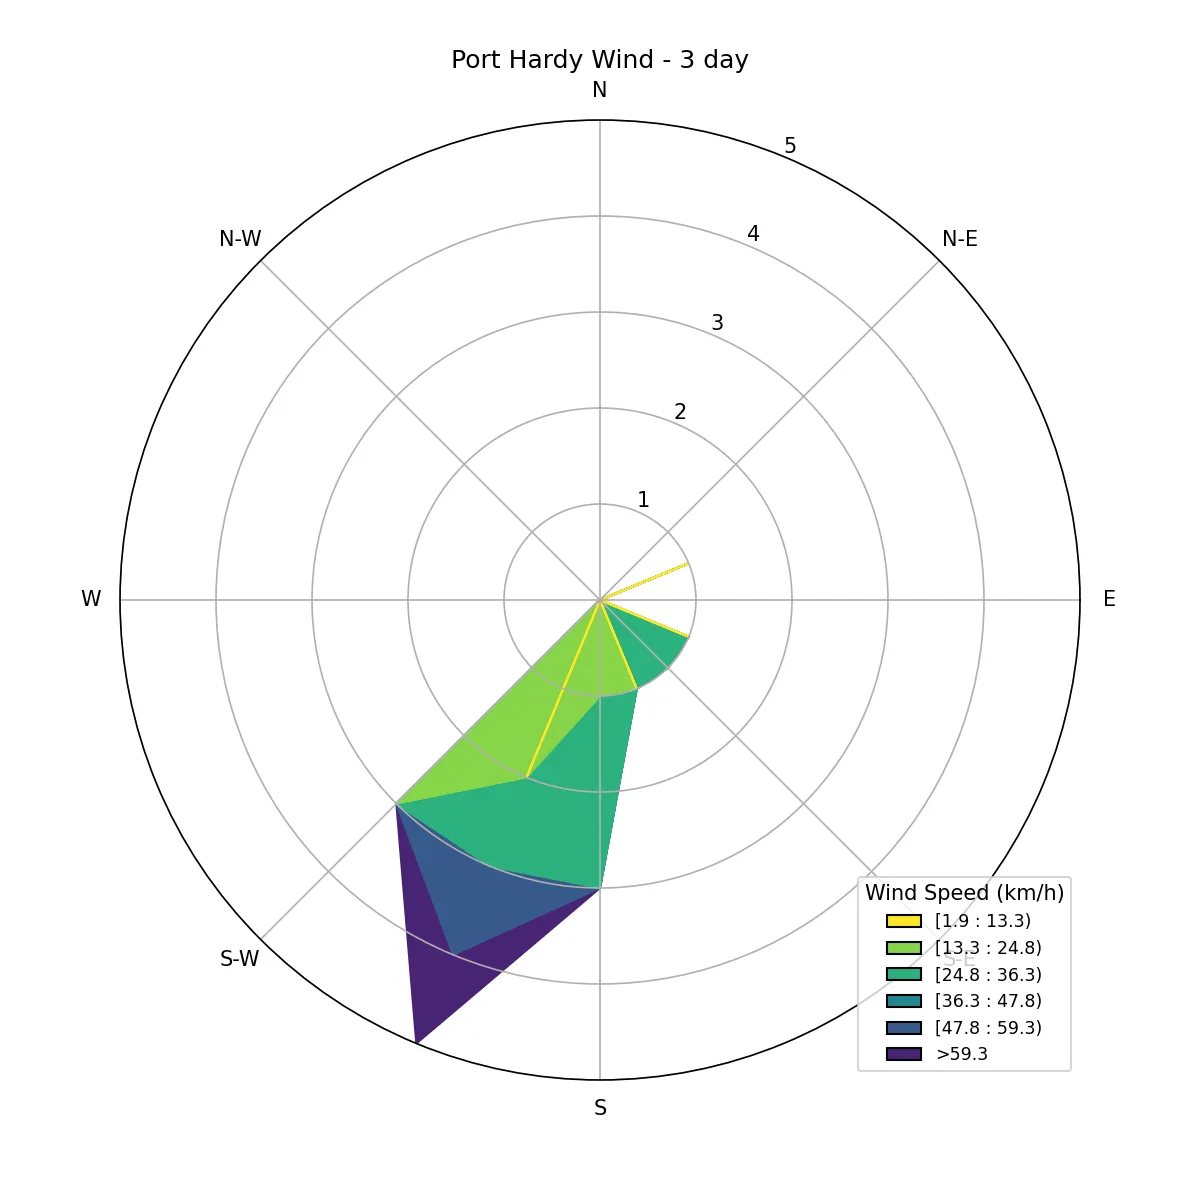 Port Hardy Wind - 3 day
N
5
N-W
4
N-E
3
2
1
W
E
Wind Speed (km/h)
[1.9 : 13.3)
[13.3 : 24.8)
S-W
S-E
[24.8 : 36.3)
[36.3 : 47.8)
[47.8 : 59.3)
>59.3
S